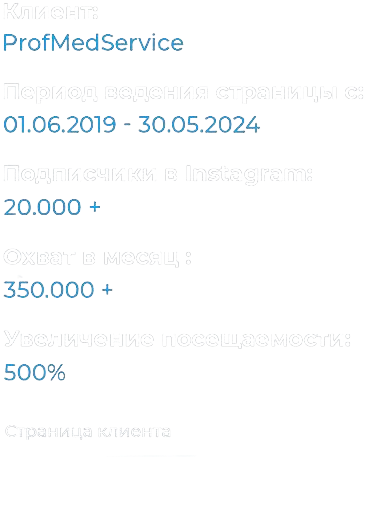 Клиент:
ProfMedService
Период ведения страницы с:
01.06.2019 - 30.05.2024
Подписчики в Instagram:
20.000 +
Охват в месяц :
350.000 +
Увеличение посещаемости:
500%
Страница клиента